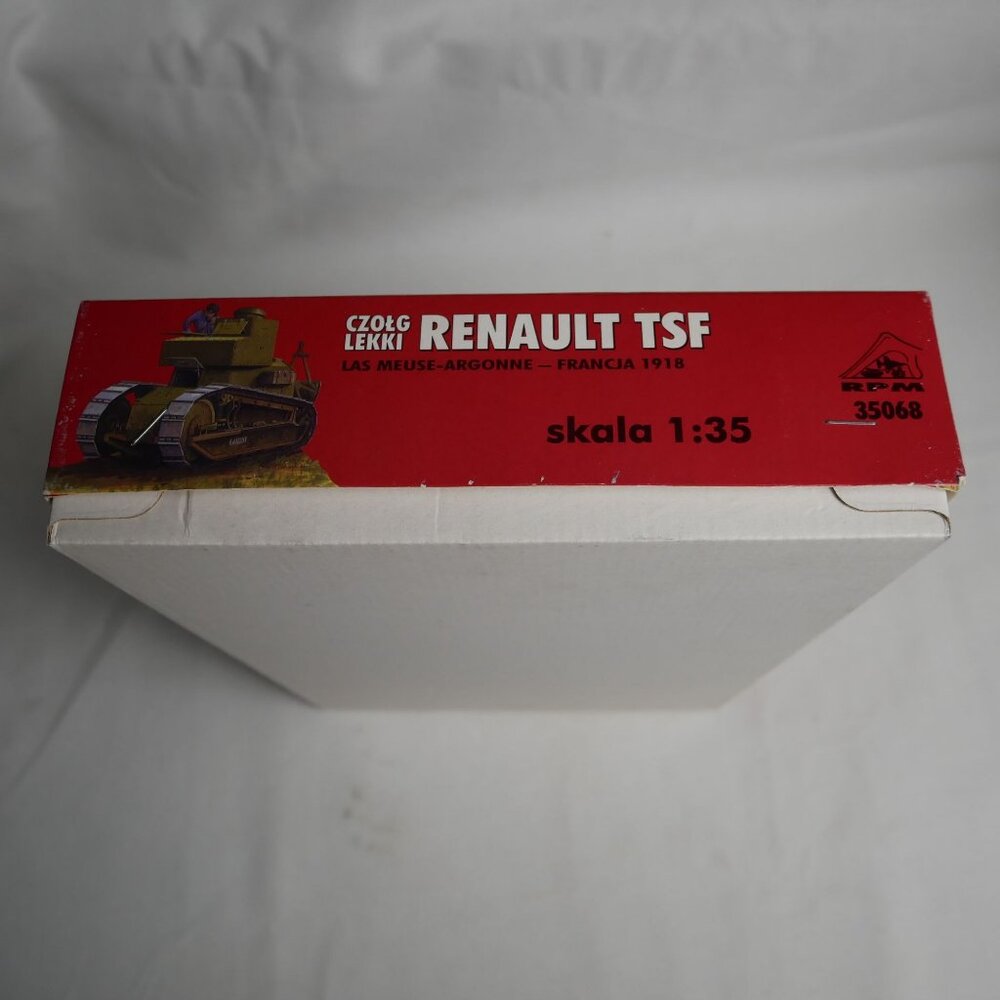 CZOŁG LEKKI RENAULT TSF
LAS MEUSE-ARGONNE – FRANCJA 1918
skala 1:35
RPM
35068